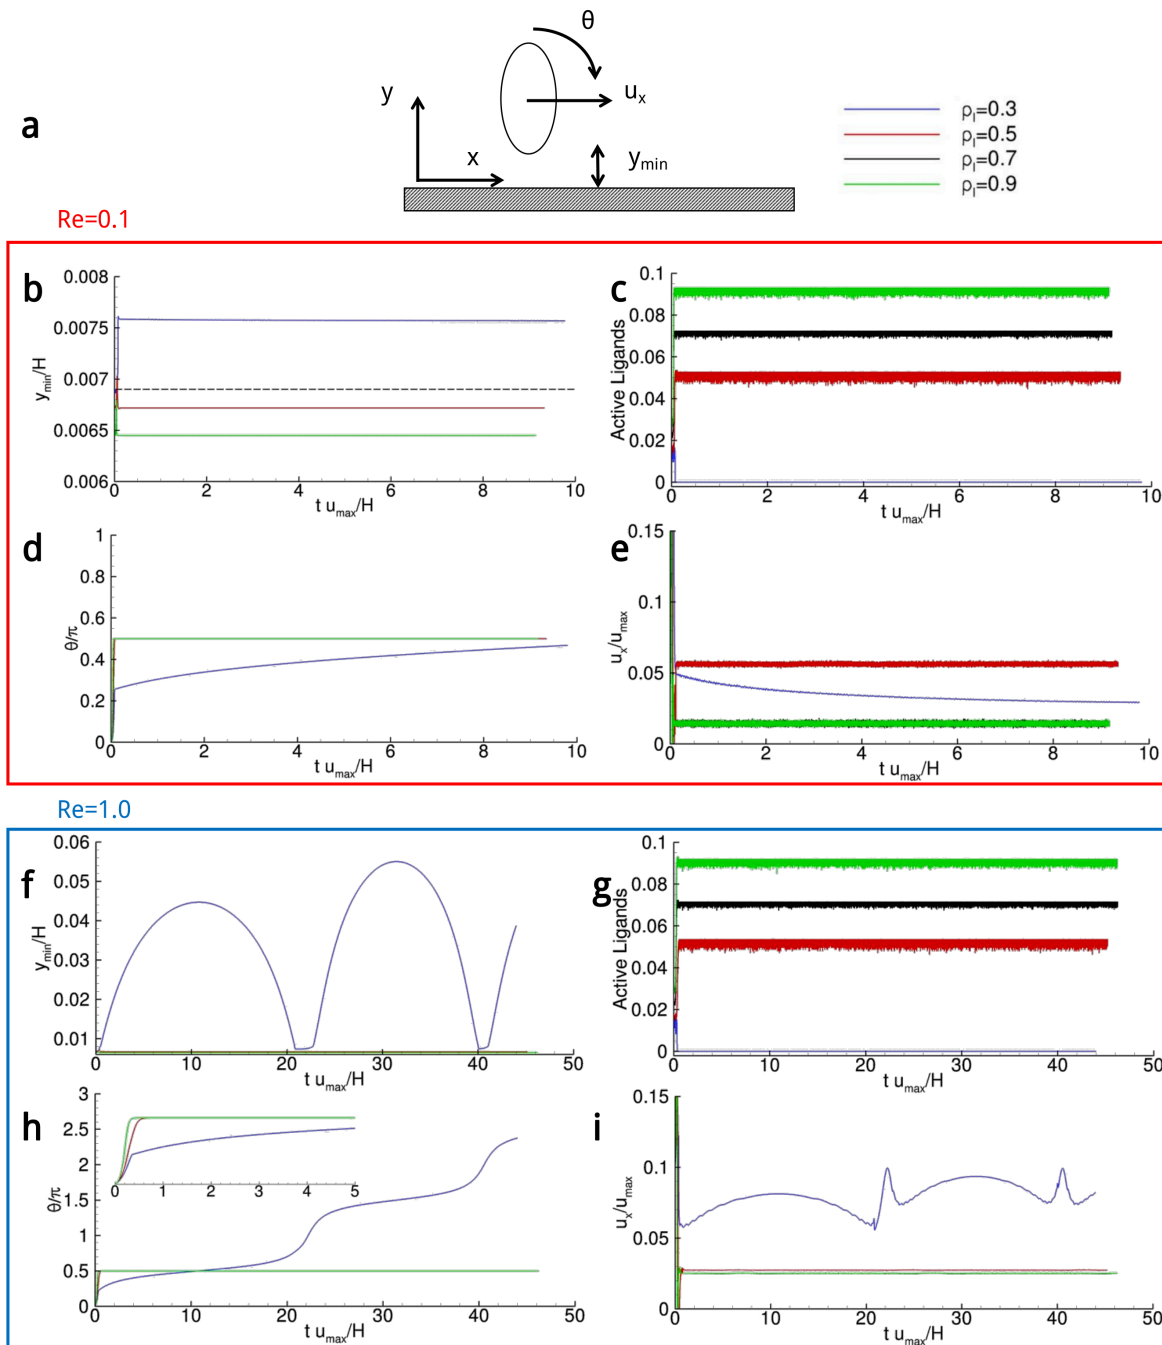 θ
y
u_x
a
x
y_min
ρ_l=0.3
ρ_l=0.5
ρ_l=0.7
ρ_l=0.9
Re=0.1
b
0.008
0.0075
0.007
0.0065
0.006
y_min/H
0 2 4 6 8 10
t u_max/H
c
0.1
0.08
0.06
0.04
0.02
0
Active Ligands
0 2 4 6 8 10
t u_max/H
d
1
0.8
0.6
0.4
0.2
0
θ/π
0 2 4 6 8 10
t u_max/H
e
0.15
0.1
0.05
0
u_x/u_max
0 2 4 6 8 10
t u_max/H
Re=1.0
f
0.06
0.05
0.04
0.03
0.02
0.01
y_min/H
0 10 20 30 40 50
t u_max/H
g
0.1
0.08
0.06
0.04
0.02
0
Active Ligands
0 10 20 30 40 50
t u_max/H
h
3
2.5
2
1.5
1
0.5
0
θ/π
0 1 2 3 4 5
0 10 20 30 40 50
t u_max/H
i
0.15
0.1
0.05
0
u_x/u_max
0 10 20 30 40 50
t u_max/H